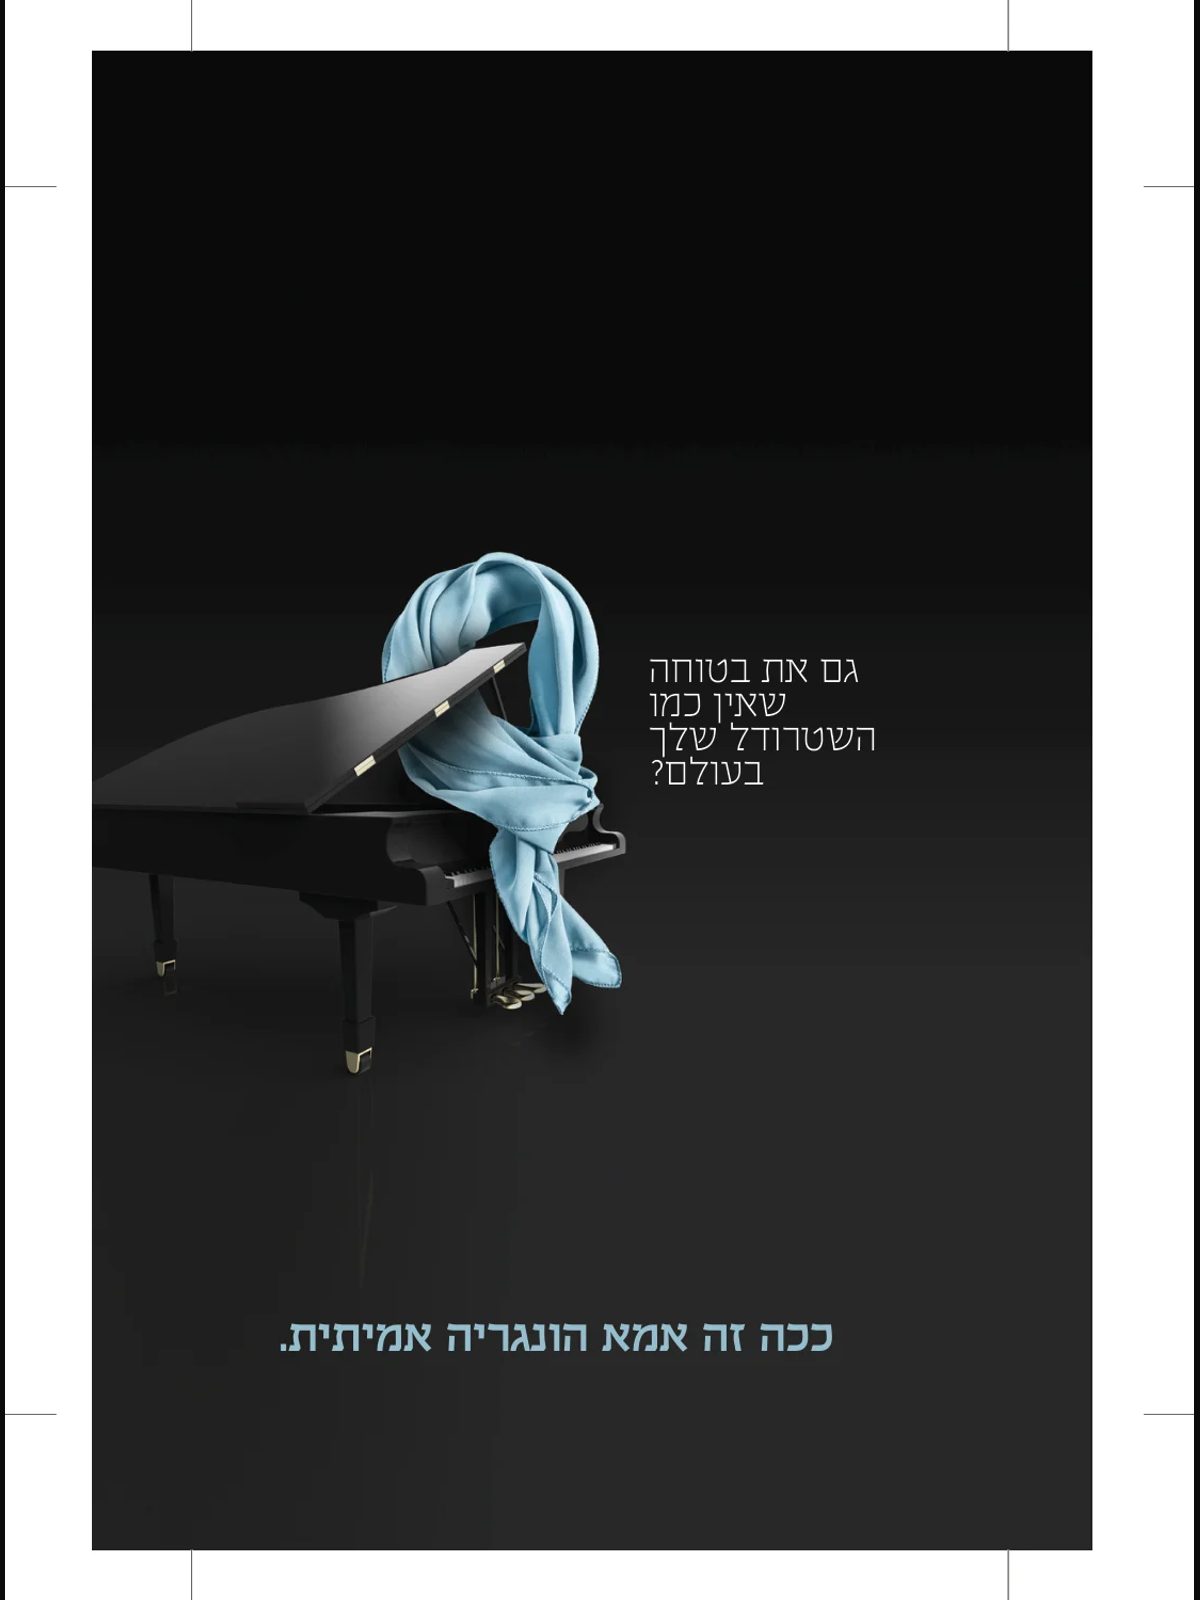 גם את בטוחה
שאין כמו
השטרודל שלך
בעולם?
ככה זה אמא הונגריה אמיתית.